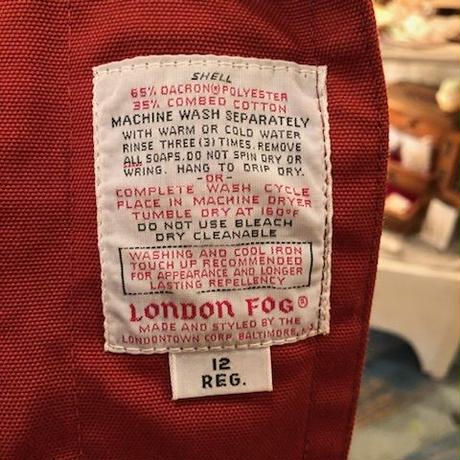 SHELL
65% DACRON® POLYESTER
35% COMBED COTTON
MACHINE WASH SEPARATELY
WITH WARM OR COLD WATER
RINSE THREE (3) TIMES. REMOVE
ALL SOAPS. DO NOT SPIN DRY OR
WRING. HANG TO DRIP DRY.
-OR-
COMPLETE WASH CYCLE
PLACE IN MACHINE DRYER
TUMBLE DRY AT 160°F
DO NOT USE BLEACH
DRY CLEANABLE
WASHING AND COOL IRON
TOUCH UP RECOMMENDED
FOR APPEARANCE AND LONGER
LASTING REPELLENCY
LONDON FOG®
MADE AND STYLED BY THE
LONDONTOWN CORP. BALTIMORE,
12
REG.